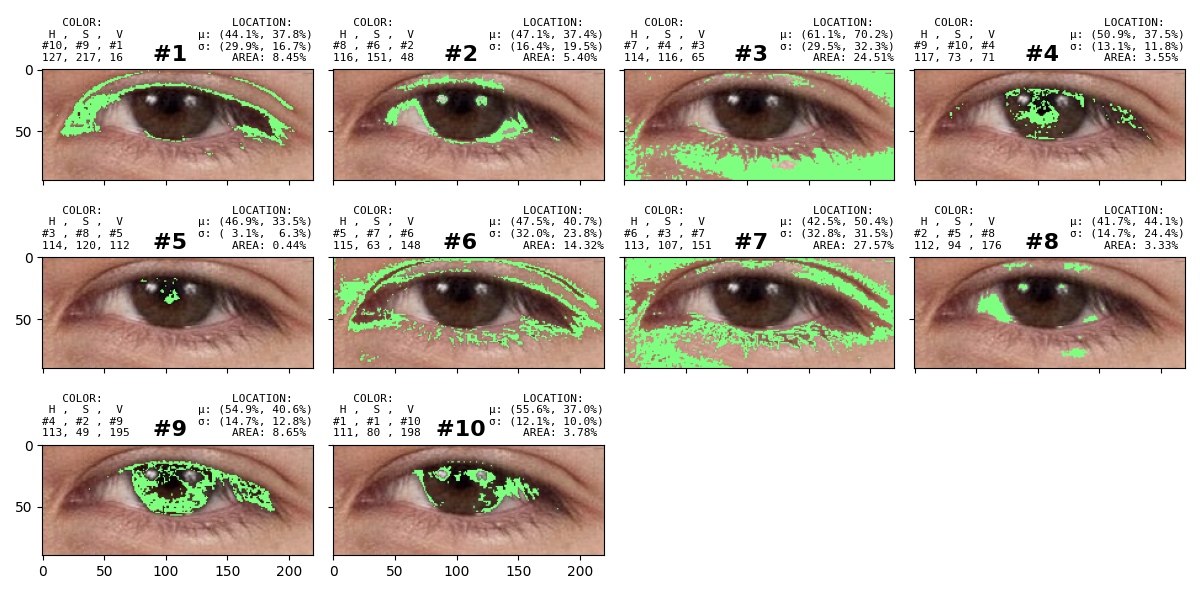 COLOR: LOCATION: COLOR: LOCATION: COLOR: LOCATION: COLOR: LOCATION:
H , S , V μ: (44.1%, 37.8%) H , S , V μ: (47.1%, 37.4%) H , S , V μ: (61.1%, 70.2%) H , S , V μ: (50.9%, 37.5%)
#10, #9 , #1 #1 σ: (29.9%, 16.7%) #8 , #6 , #2 #2 σ: (16.4%, 19.5%) #7 , #4 , #3 #3 σ: (29.5%, 32.3%) #9 , #10, #4 #4 σ: (13.1%, 11.8%)
127, 217, 16 AREA: 8.45% 116, 151, 48 AREA: 5.40% 114, 116, 65 AREA: 24.51% 117, 73 , 71 AREA: 3.55%
0
50
COLOR: LOCATION: COLOR: LOCATION: COLOR: LOCATION: COLOR: LOCATION:
H , S , V μ: (46.9%, 33.5%) H , S , V μ: (47.5%, 40.7%) H , S , V μ: (42.5%, 50.4%) H , S , V μ: (41.7%, 44.1%)
#3 , #8 , #5 #5 σ: ( 3.1%, 6.3%) #5 , #7 , #6 #6 σ: (32.0%, 23.8%) #6 , #3 , #7 #7 σ: (32.8%, 31.5%) #2 , #5 , #8 #8 σ: (14.7%, 24.4%)
114, 120, 112 AREA: 0.44% 115, 63 , 148 AREA: 14.32% 113, 107, 151 AREA: 27.57% 112, 94 , 176 AREA: 3.33%
0
50
COLOR: LOCATION: COLOR: LOCATION:
H , S , V μ: (54.9%, 40.6%) H , S , V μ: (55.6%, 37.0%)
#4 , #2 , #9 #9 σ: (14.7%, 12.8%) #1 , #1 , #10 #10 σ: (12.1%, 10.0%)
113, 49 , 195 AREA: 8.65% 111, 80 , 198 AREA: 3.78%
0
50
0 50 100 150 200 0 50 100 150 200